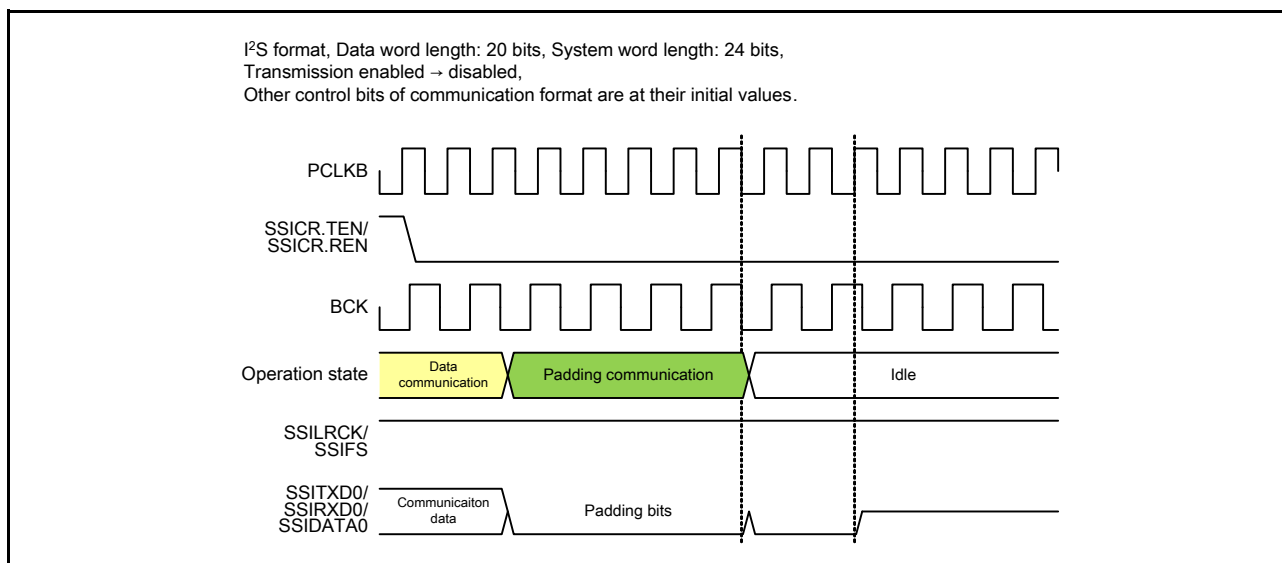 I²S format, Data word length: 20 bits, System word length: 24 bits,
Transmission enabled → disabled,
Other control bits of communication format are at their initial values.
PCLKB
SSICR.TEN/
SSICR.REN
BCK
Operation state
Data
communication
Padding communication
Idle
SSILRCK/
SSIFS
SSITXD0/
SSIRXD0/
SSIDATA0
Communicaiton
data
Padding bits